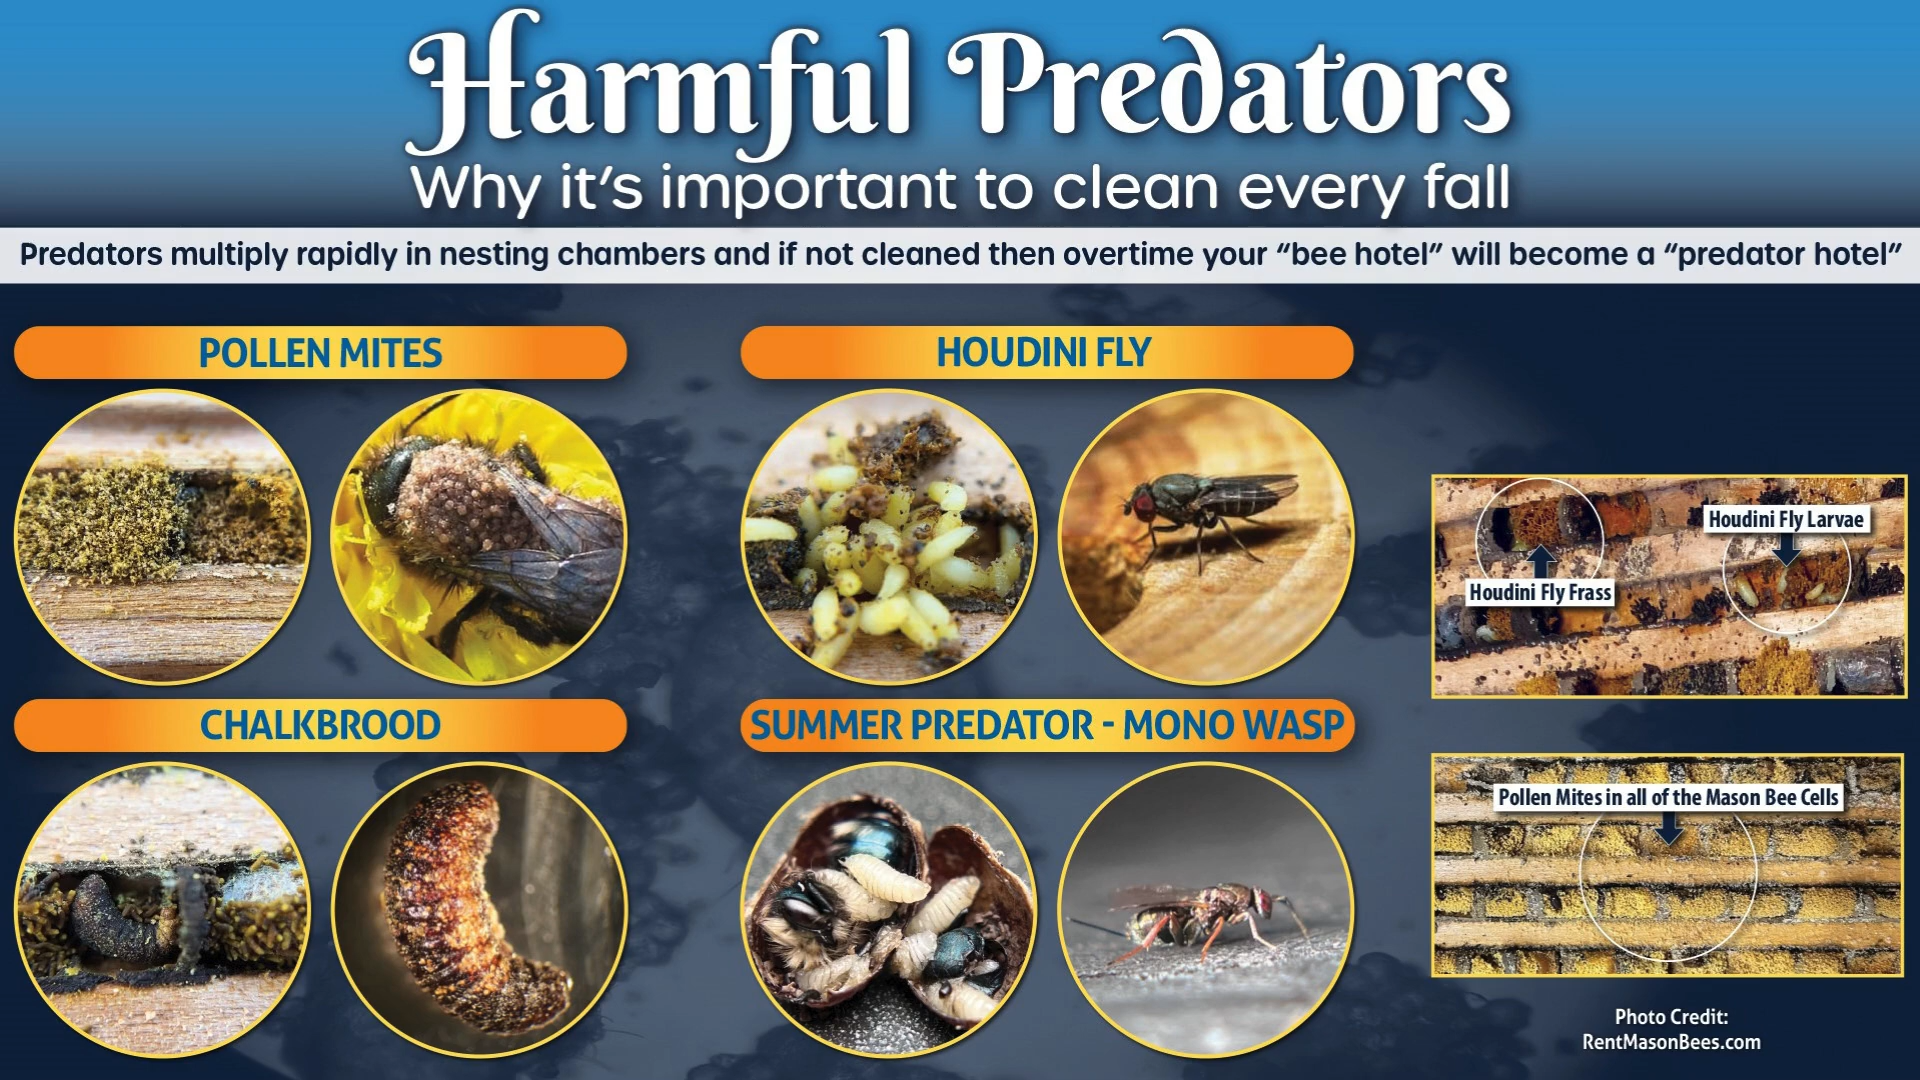 Harmful Predators
Why it's important to clean every fall
Predators multiply rapidly in nesting chambers and if not cleaned then overtime your “bee hotel” will become a “predator hotel”
POLLEN MITES
HOUDINI FLY
CHALKBROOD
SUMMER PREDATOR - MONO WASP
Houdini Fly Larvae
Houdini Fly Frass
Pollen Mites in all of the Mason Bee Cells
Photo Credit:
RentMasonBees.com